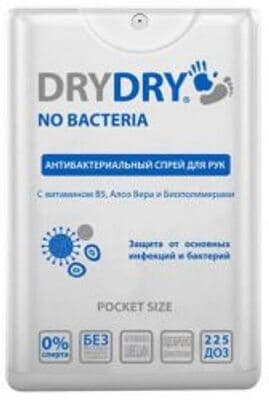 DRYDRY®
NO BACTERIA
АНТИБАКТЕРИАЛЬНЫЙ СПРЕЙ ДЛЯ РУК
С витамином В5, Алоэ Вера и Биополимерами
Защита от основных
инфекций и бактерий
POCKET SIZE
0%
спирта
БЕЗ
225
ДОЗ